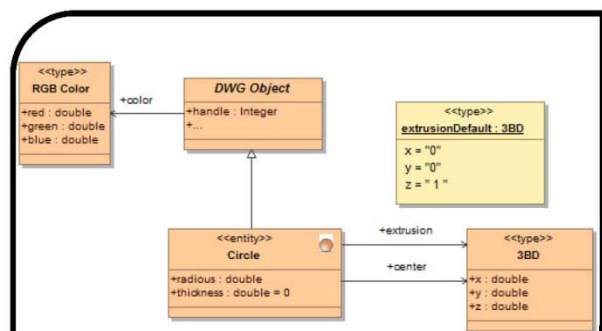 <<type>>
RGB Color
+red : double
+green : double
+blue : double
+color
DWG Object
+handle : Integer
+...
<<type>>
extrusionDefault : 3BD
x = "0"
y = "0"
z = " 1 "
<<entity>>
Circle
+radious : double
+thickness : double = 0
+extrusion
+center
<<type>>
3BD
+x : double
+y : double
+z : double